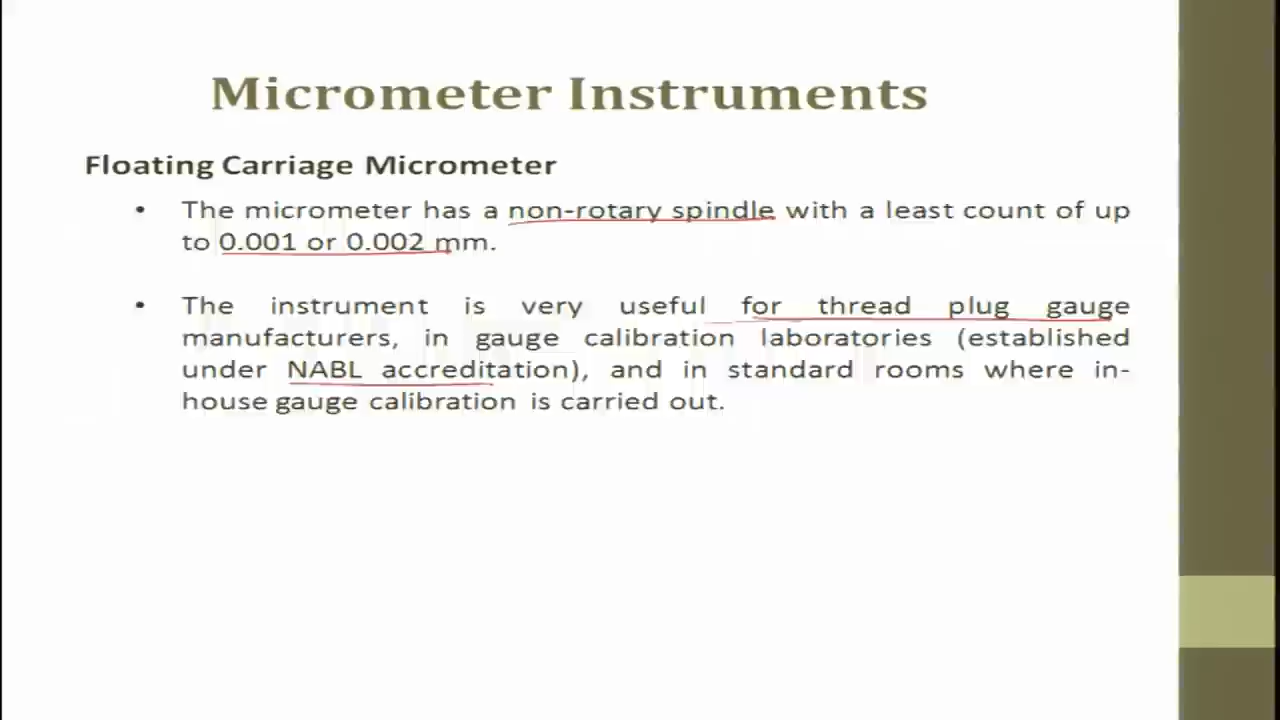 Micrometer Instruments
Floating Carriage Micrometer
• The micrometer has a non-rotary spindle with a least count of up
to 0.001 or 0.002 mm.
• The instrument is very useful for thread plug gauge
manufacturers, in gauge calibration laboratories (established
under NABL accreditation), and in standard rooms where in-
house gauge calibration is carried out.